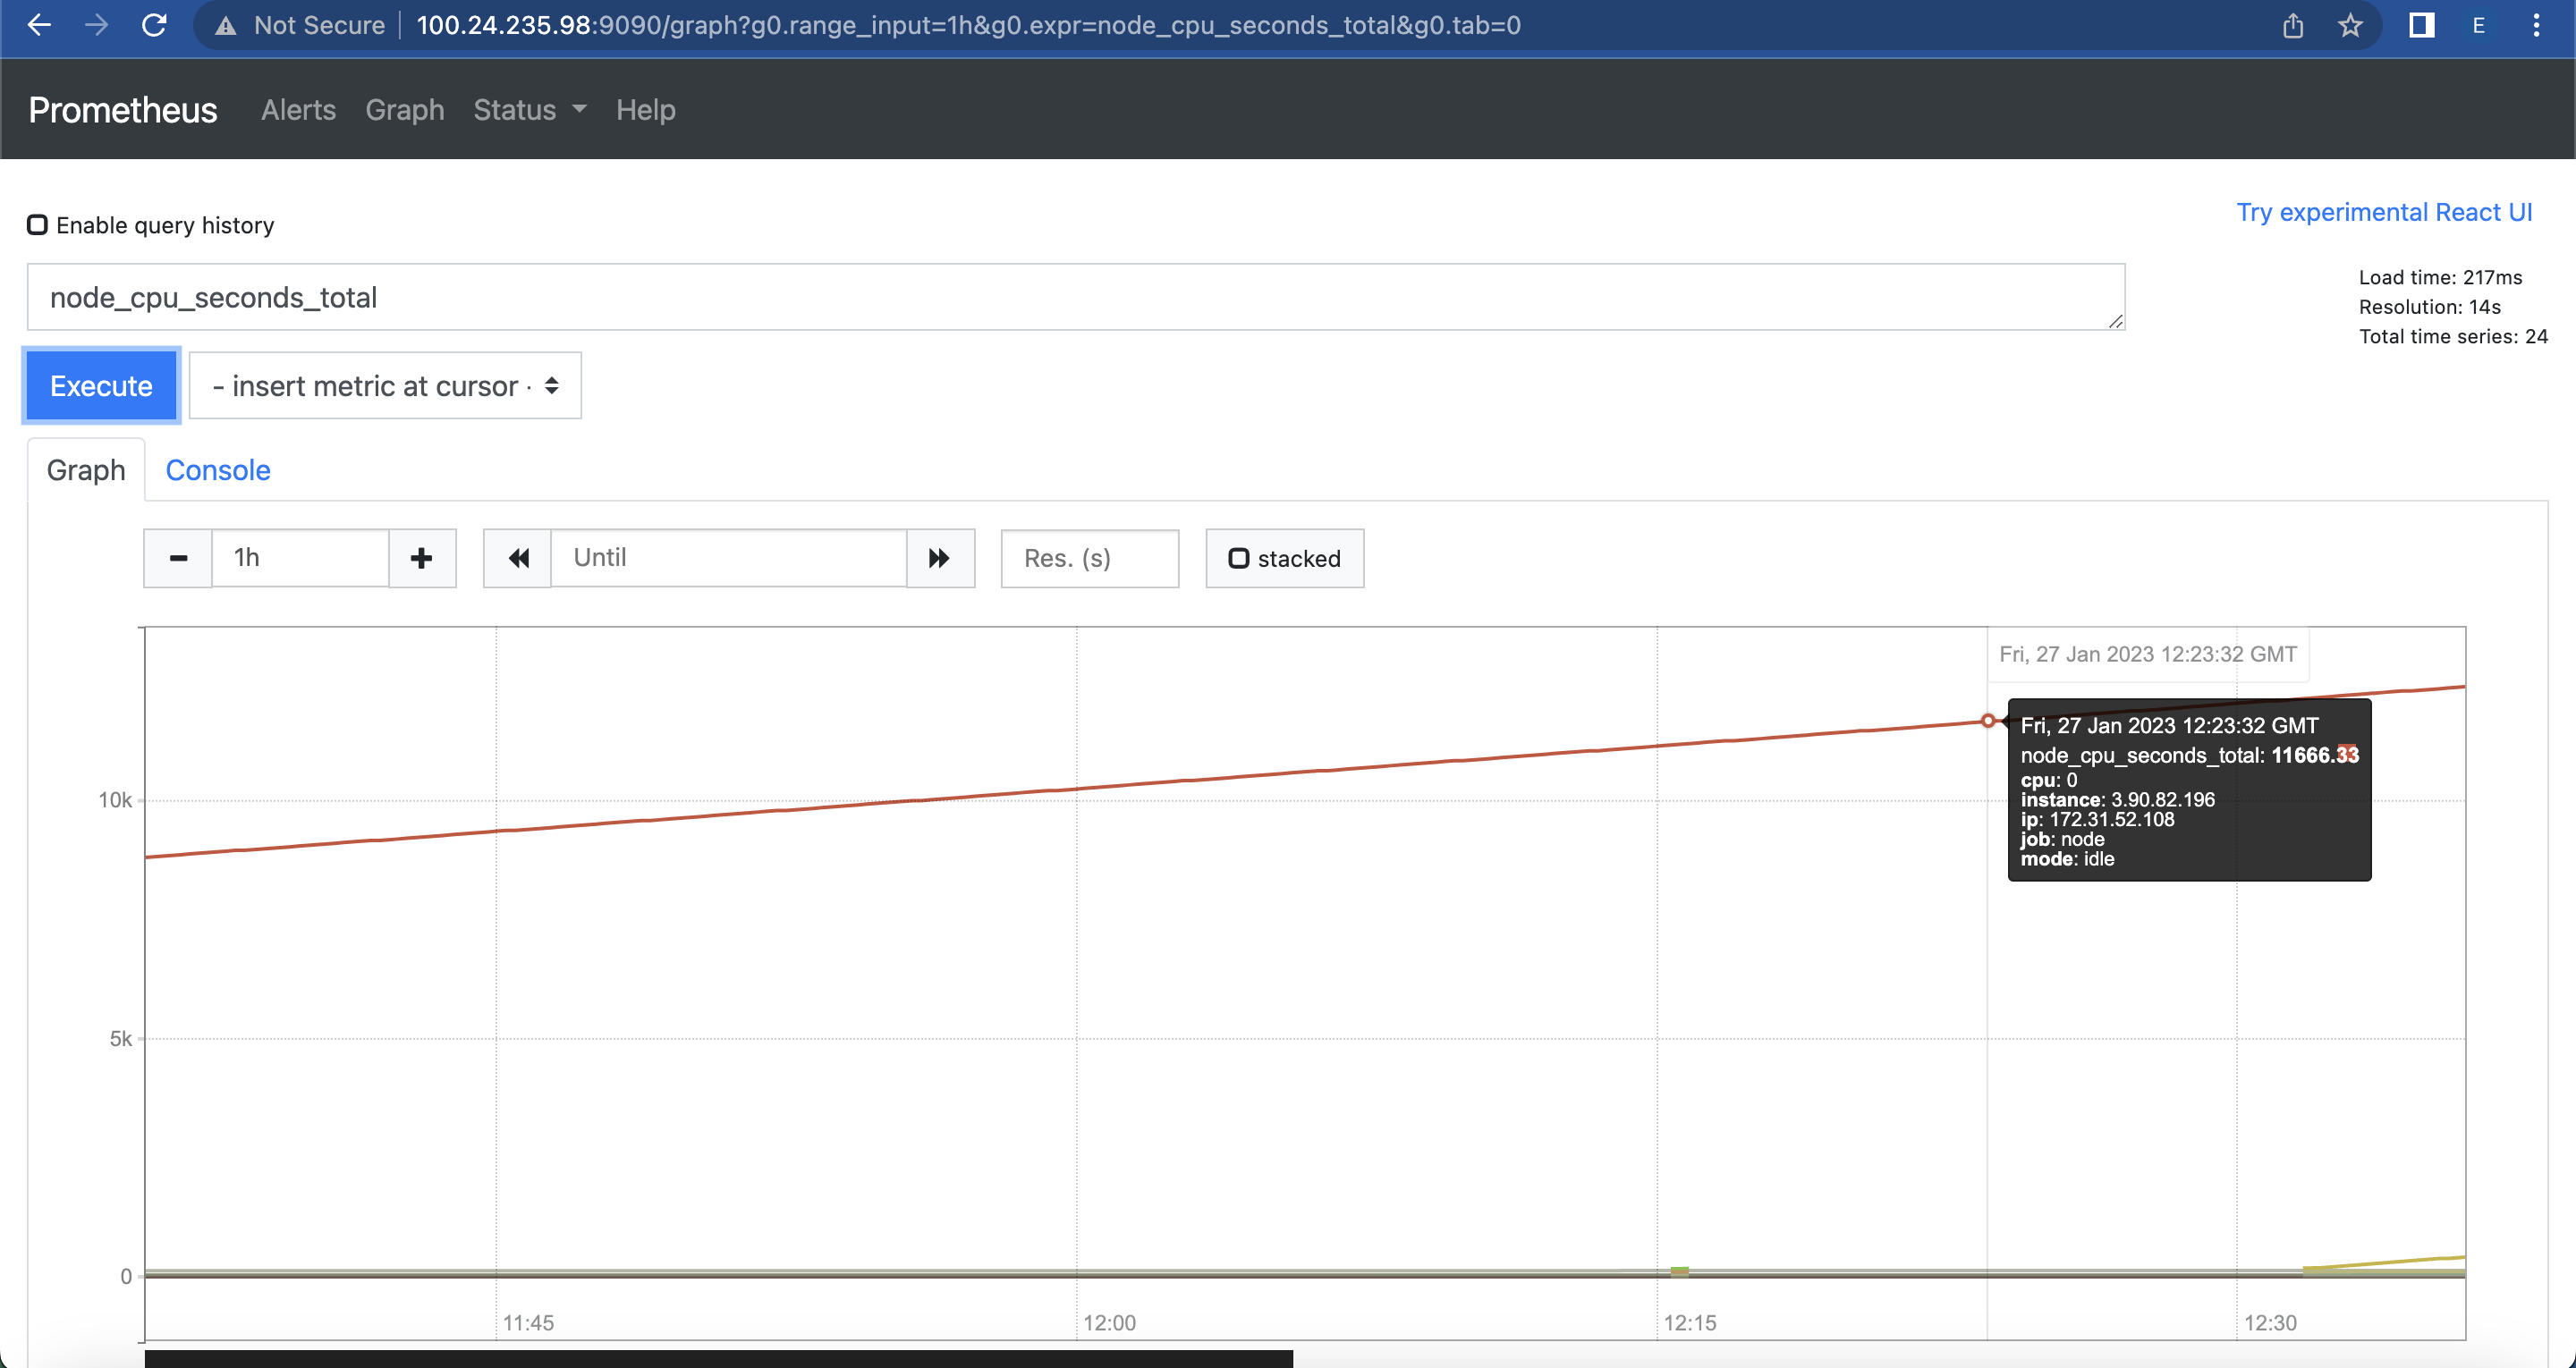 Not Secure 100.24.235.98:9090/graph?g0.range_input=1h&g0.expr=node_cpu_seconds_total&g0.tab=0 E
Prometheus Alerts Graph Status Help
Try experimental React UI
Enable query history
node_cpu_seconds_total
Load time: 217ms
Resolution: 14s
Total time series: 24
Execute - insert metric at cursor -
Graph Console
1h Until Res. (s) stacked
Fri, 27 Jan 2023 12:23:32 GMT
Fri, 27 Jan 2023 12:23:32 GMT
node_cpu_seconds_total: 11666.33
cpu: 0
instance: 3.90.82.196
ip: 172.31.52.108
job: node
mode: idle
10k
5k
0
11:45 12:00 12:15 12:30